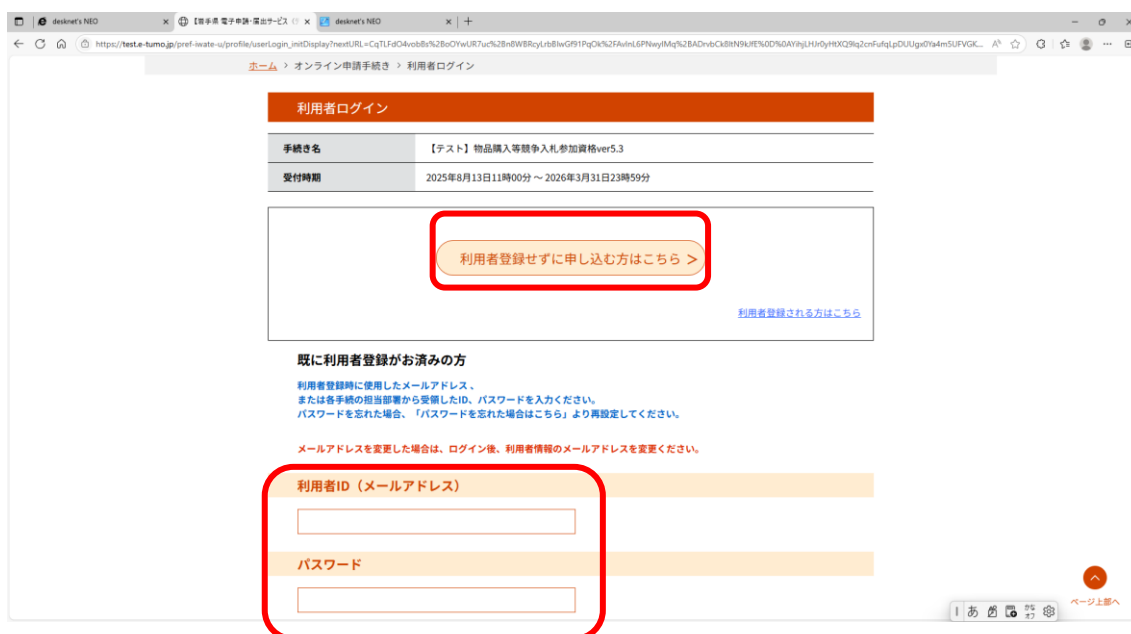 desknet's NEO
【岩手県 電子申請・届出サービス
desknet's NEO
ホーム > オンライン申請手続き > 利用者ログイン
利用者ログイン
手続き名 【テスト】物品購入等競争入札参加資格ver5.3
受付時期 2025年8月13日11時00分 ～ 2026年3月31日23時59分
利用者登録せずに申し込む方はこちら >
利用者登録される方はこちら
既に利用者登録がお済みの方
利用者登録時に使用したメールアドレス、
または各手続の担当部署から受領したID、パスワードを入力ください。
パスワードを忘れた場合、「パスワードを忘れた場合はこちら」より再設定してください。
メールアドレスを変更した場合は、ログイン後、利用者情報のメールアドレスを変更ください。
利用者ID（メールアドレス）
パスワード
ページ上部へ
あ